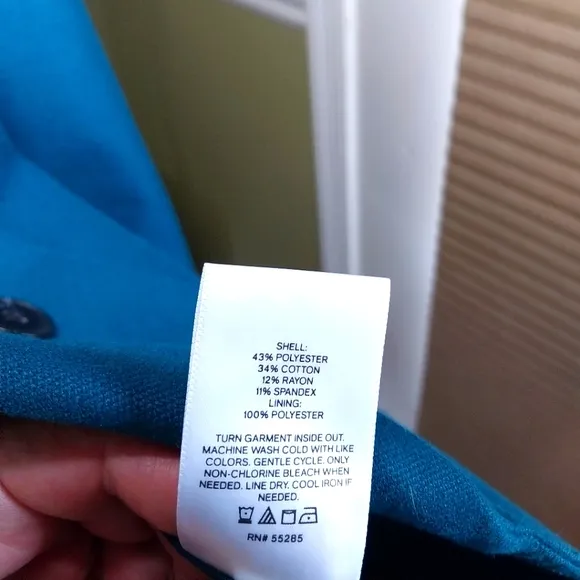 SHELL:
43% POLYESTER
34% COTTON
12% RAYON
11% SPANDEX
LINING:
100% POLYESTER
TURN GARMENT INSIDE OUT.
MACHINE WASH COLD WITH LIKE
COLORS. GENTLE CYCLE. ONLY
NON-CHLORINE BLEACH WHEN
NEEDED. LINE DRY. COOL IRON IF
NEEDED.
RN# 55285